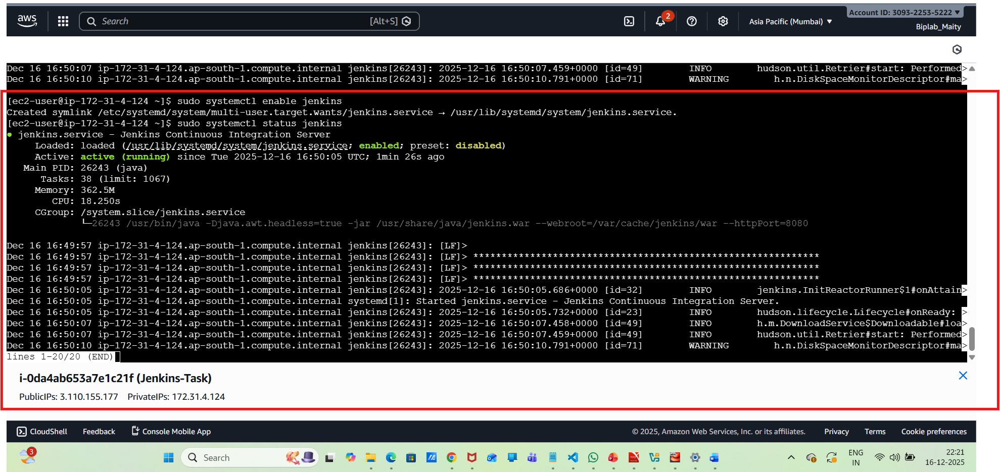 aws
Search [Alt+S]
2
Asia Pacific (Mumbai) ▼
Account ID: 3093-2253-5222 ▼
Biplab_Maity
Dec 16 16:50:07 ip-172-31-4-124.ap-south-1.compute.internal jenkins[26243]: 2025-12-16 16:50:07.459+0000 [id=49] INFO hudson.util.Retrier#start: Performed>
Dec 16 16:50:10 ip-172-31-4-124.ap-south-1.compute.internal jenkins[26243]: 2025-12-16 16:50:10.791+0000 [id=71] WARNING h.n.DiskSpaceMonitorDescriptor#ma>
[ec2-user@ip-172-31-4-124 ~]$ sudo systemctl enable jenkins
Created symlink /etc/systemd/system/multi-user.target.wants/jenkins.service → /usr/lib/systemd/system/jenkins.service.
[ec2-user@ip-172-31-4-124 ~]$ sudo systemctl status jenkins
● jenkins.service - Jenkins Continuous Integration Server
Loaded: loaded (/usr/lib/systemd/system/jenkins.service; enabled; preset: disabled)
Active: active (running) since Tue 2025-12-16 16:50:05 UTC; 1min 26s ago
Main PID: 26243 (java)
Tasks: 38 (limit: 1067)
Memory: 362.5M
CPU: 18.250s
CGroup: /system.slice/jenkins.service
└─26243 /usr/bin/java -Djava.awt.headless=true -jar /usr/share/java/jenkins.war --webroot=/var/cache/jenkins/war --httpPort=8080
Dec 16 16:49:57 ip-172-31-4-124.ap-south-1.compute.internal jenkins[26243]: [LF]>
Dec 16 16:49:57 ip-172-31-4-124.ap-south-1.compute.internal jenkins[26243]: [LF]> *************************************************************
Dec 16 16:49:57 ip-172-31-4-124.ap-south-1.compute.internal jenkins[26243]: [LF]> *************************************************************
Dec 16 16:49:57 ip-172-31-4-124.ap-south-1.compute.internal jenkins[26243]: [LF]> *************************************************************
Dec 16 16:50:05 ip-172-31-4-124.ap-south-1.compute.internal jenkins[26243]: 2025-12-16 16:50:05.686+0000 [id=32] INFO jenkins.InitReactorRunner$1#onAttain>
Dec 16 16:50:05 ip-172-31-4-124.ap-south-1.compute.internal systemd[1]: Started jenkins.service - Jenkins Continuous Integration Server.
Dec 16 16:50:05 ip-172-31-4-124.ap-south-1.compute.internal jenkins[26243]: 2025-12-16 16:50:05.732+0000 [id=23] INFO hudson.lifecycle.Lifecycle#onReady: >
Dec 16 16:50:07 ip-172-31-4-124.ap-south-1.compute.internal jenkins[26243]: 2025-12-16 16:50:07.458+0000 [id=49] INFO h.m.DownloadService$Downloadable#loa>
Dec 16 16:50:07 ip-172-31-4-124.ap-south-1.compute.internal jenkins[26243]: 2025-12-16 16:50:07.459+0000 [id=49] INFO hudson.util.Retrier#start: Performed>
Dec 16 16:50:10 ip-172-31-4-124.ap-south-1.compute.internal jenkins[26243]: 2025-12-16 16:50:10.791+0000 [id=71] WARNING h.n.DiskSpaceMonitorDescriptor#ma>
lines 1-20/20 (END)
i-0da4ab653a7e1c21f (Jenkins-Task)
PublicIPs: 3.110.155.177 PrivateIPs: 172.31.4.124
CloudShell Feedback Console Mobile App © 2025, Amazon Web Services, Inc. or its affiliates. Privacy Terms Cookie preferences
3
Search
ENG
IN
22:21
16-12-2025